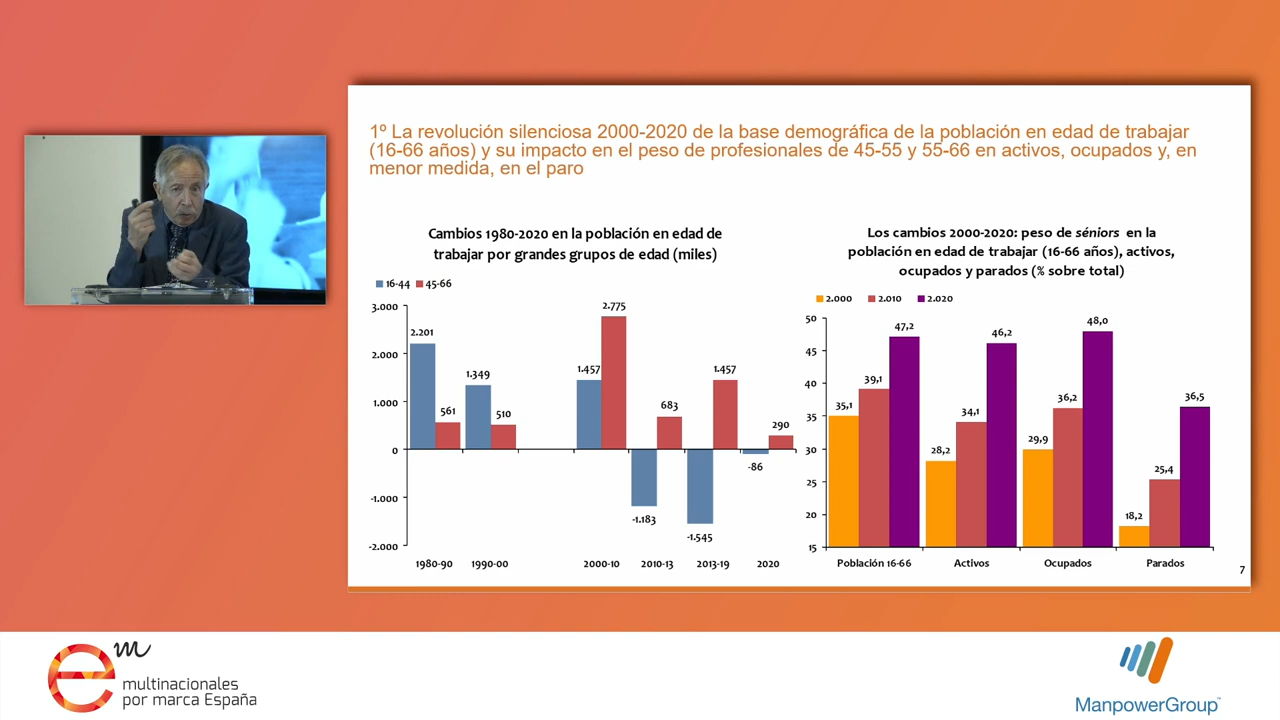 1º La revolución silenciosa 2000-2020 de la base demográfica de la población en edad de trabajar
(16-66 años) y su impacto en el peso de profesionales de 45-55 y 55-66 en activos, ocupados y, en
menor medida, en el paro
Cambios 1980-2020 en la población en edad de
trabajar por grandes grupos de edad (miles)
16-44 45-66
3.000
2.000
1.000
0
-1.000
-2.000
2.201
561
1.349
510
1.457
2.775
683
-1.183
1.457
-1.545
290
-86
1980-90 1990-00 2000-10 2010-13 2013-19 2020
Los cambios 2000-2020: peso de séniors en la
población en edad de trabajar (16-66 años), activos,
ocupados y parados (% sobre total)
2.000 2.010 2.020
50
45
40
35
30
25
20
15
35,1
39,1
47,2
28,2
34,1
46,2
29,9
36,2
48,0
18,2
25,4
36,5
Población 16-66 Activos Ocupados Parados
7
em
multinacionales
por marca España
ManpowerGroup™